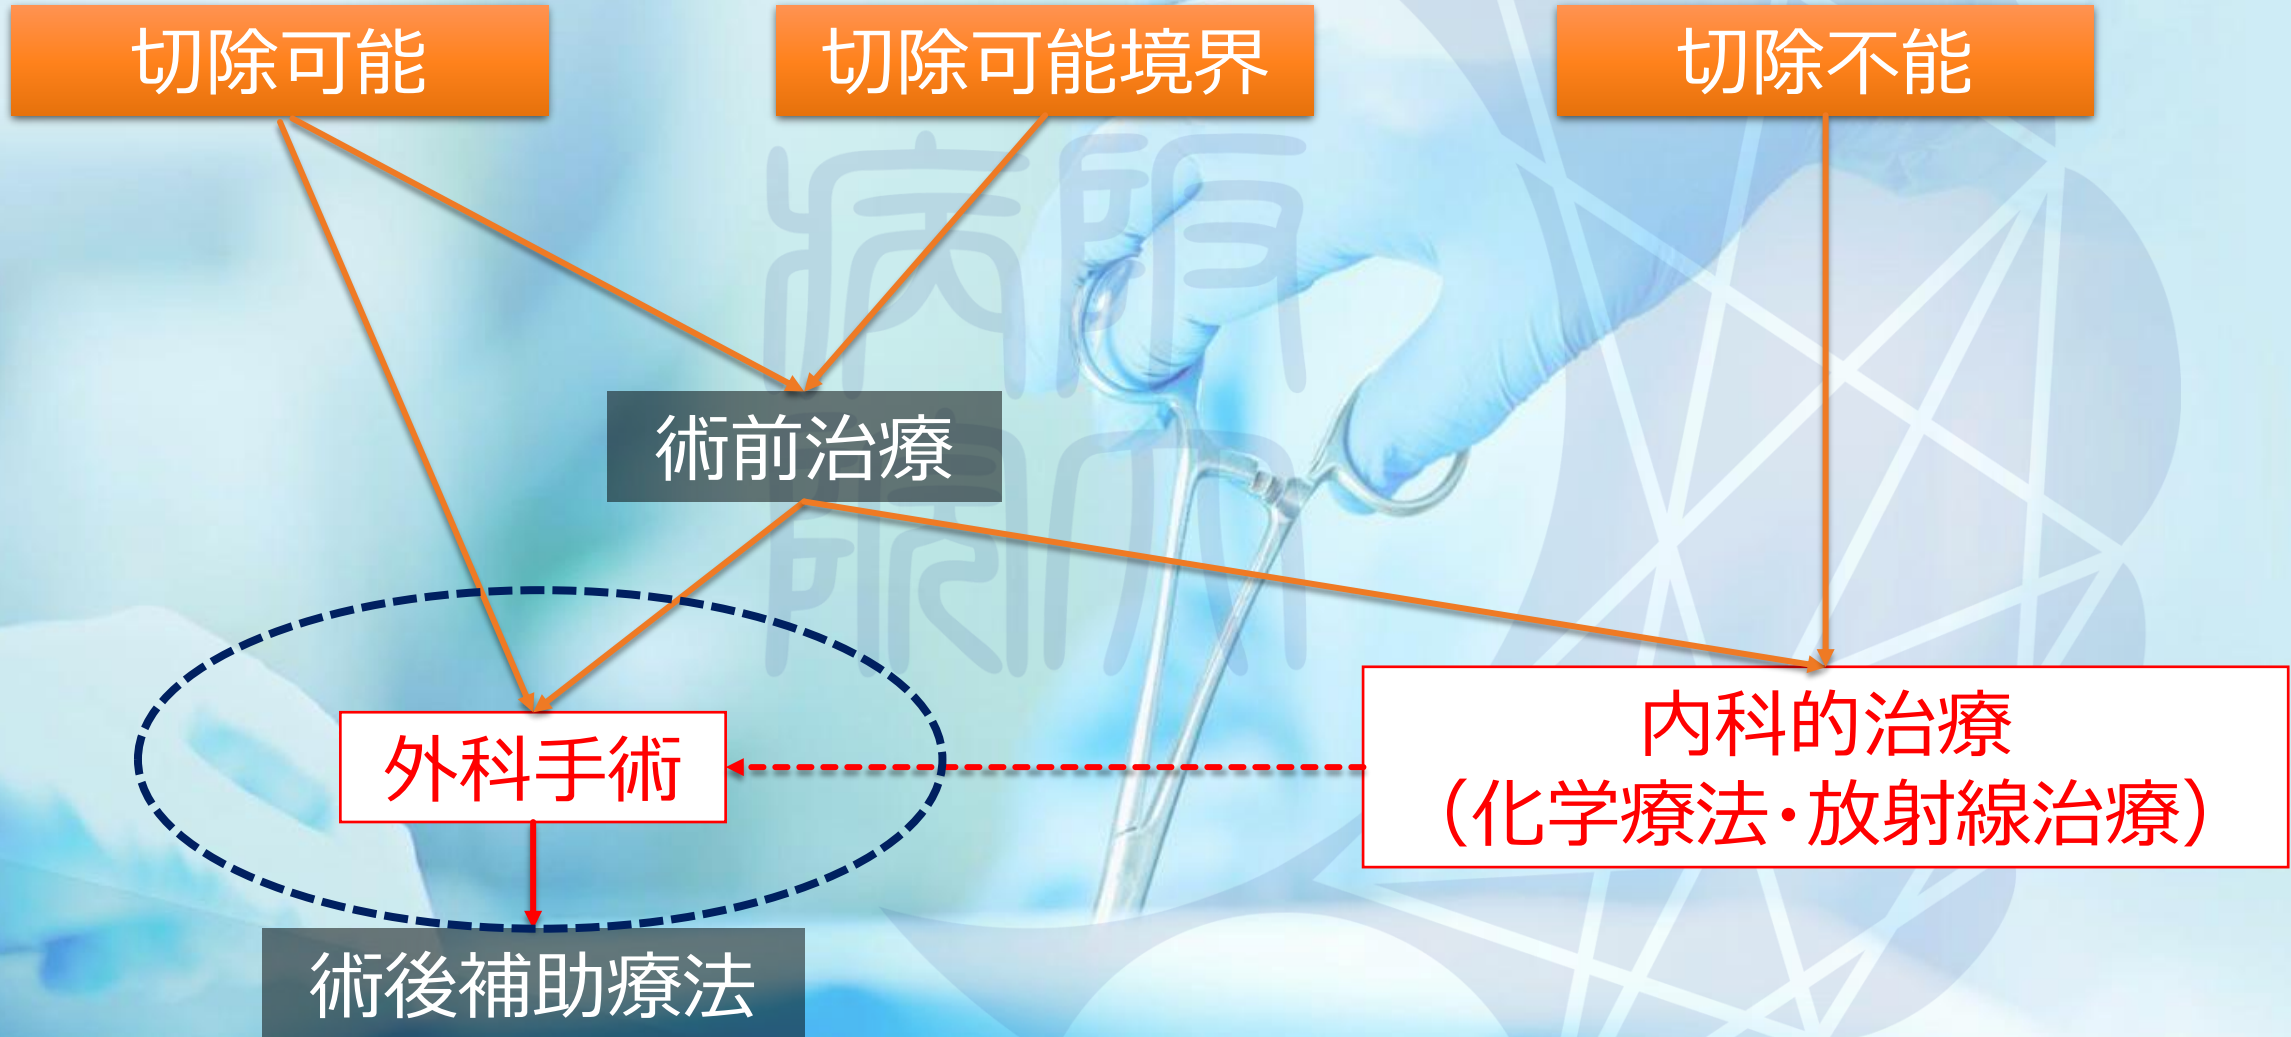 切除可能
切除可能境界
切除不能
術前治療
外科手術
内科的治療
（化学療法・放射線治療）
術後補助療法